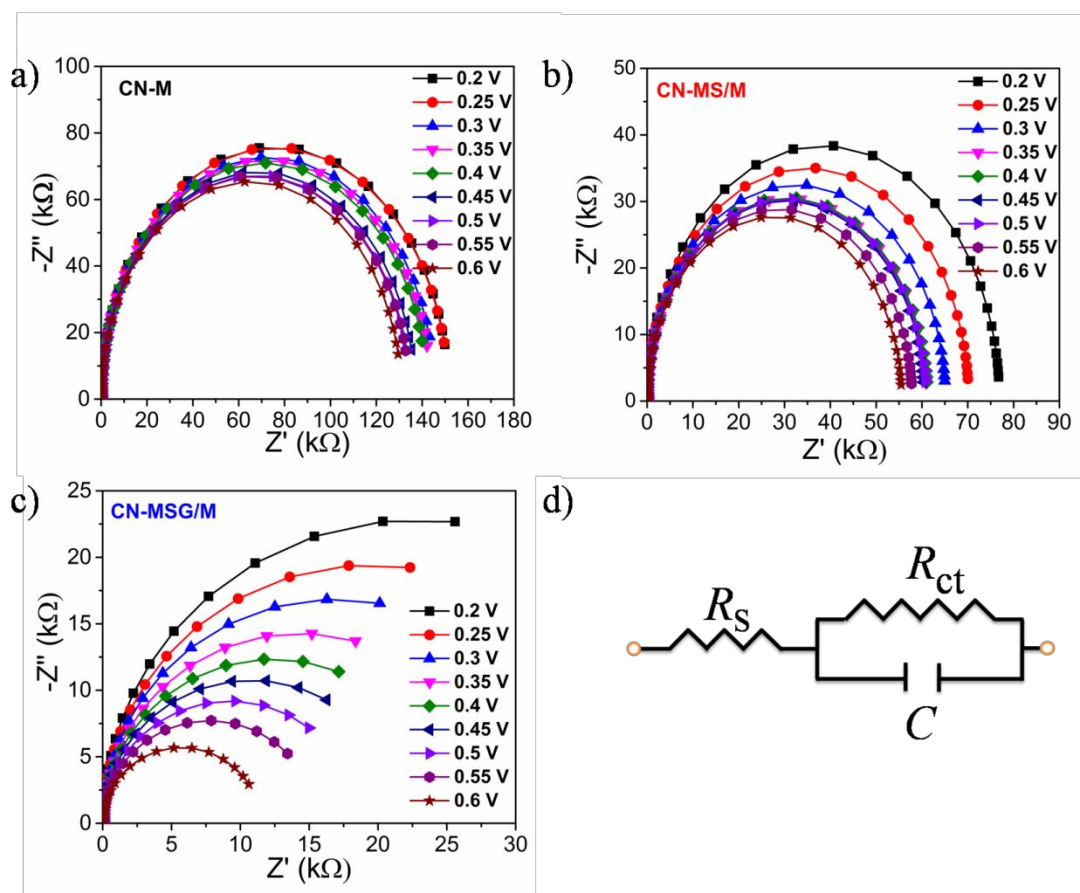 a)
CN-M
0.2 V
0.25 V
0.3 V
0.35 V
0.4 V
0.45 V
0.5 V
0.55 V
0.6 V
-Z'' (kΩ)
100
80
60
40
20
0
0 20 40 60 80 100 120 140 160 180
Z' (kΩ)
b)
CN-MS/M
0.2 V
0.25 V
0.3 V
0.35 V
0.4 V
0.45 V
0.5 V
0.55 V
0.6 V
-Z'' (kΩ)
50
40
30
20
10
0
0 10 20 30 40 50 60 70 80 90
Z' (kΩ)
c)
CN-MSG/M
0.2 V
0.25 V
0.3 V
0.35 V
0.4 V
0.45 V
0.5 V
0.55 V
0.6 V
-Z'' (kΩ)
25
20
15
10
5
0
0 5 10 15 20 25 30
Z' (kΩ)
d)
Rct
RS
C